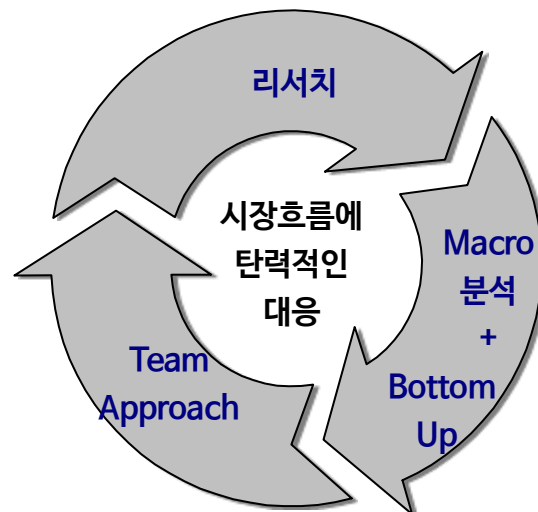 리서치
시장흐름에
탄력적인
대응
Macro
분석
+
Bottom
Up
Team
Approach